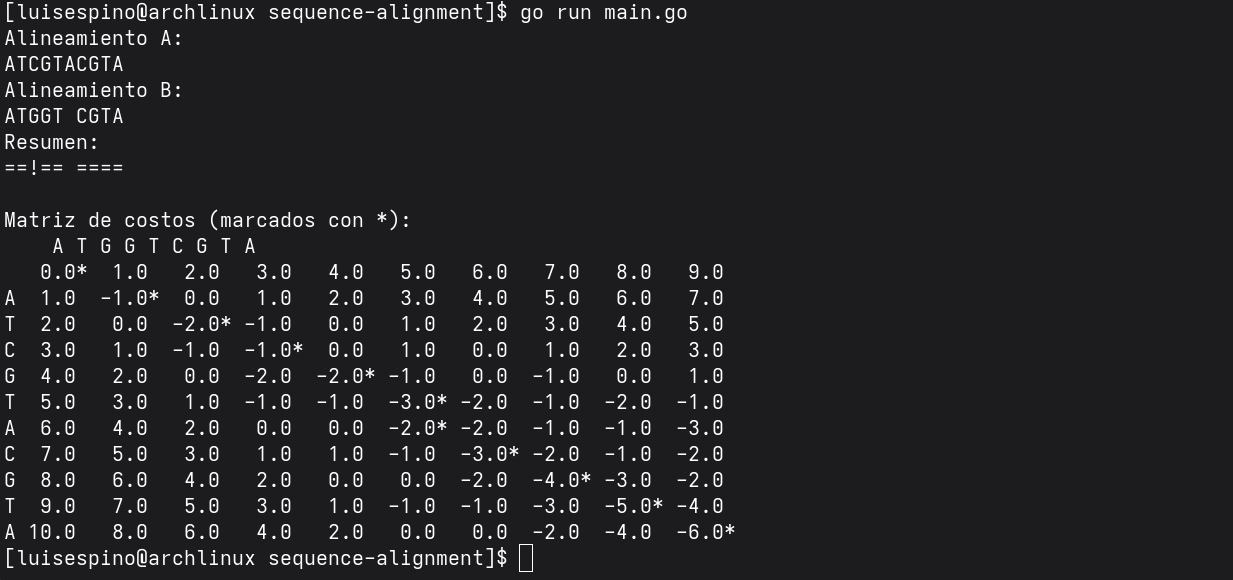 [luisespino@archlinux sequence-alignment]$ go run main.go
Alineamiento A:
ATCGTACGTA
Alineamiento B:
ATGGT CGTA
Resumen:
==!== ====

Matriz de costos (marcados con *):
    A T G G T C G T A
   0.0*  1.0   2.0   3.0   4.0   5.0   6.0   7.0   8.0   9.0
A  1.0  -1.0*  0.0   1.0   2.0   3.0   4.0   5.0   6.0   7.0
T  2.0   0.0  -2.0* -1.0   0.0   1.0   2.0   3.0   4.0   5.0
C  3.0   1.0  -1.0  -1.0*  0.0   1.0   0.0   1.0   2.0   3.0
G  4.0   2.0   0.0  -2.0  -2.0* -1.0   0.0  -1.0   0.0   1.0
T  5.0   3.0   1.0  -1.0  -1.0  -3.0* -2.0  -1.0  -2.0  -1.0
A  6.0   4.0   2.0   0.0   0.0  -2.0* -2.0  -1.0  -1.0  -3.0
C  7.0   5.0   3.0   1.0   1.0  -1.0  -3.0* -2.0  -1.0  -2.0
G  8.0   6.0   4.0   2.0   0.0   0.0  -2.0  -4.0* -3.0  -2.0
T  9.0   7.0   5.0   3.0   1.0  -1.0  -1.0  -3.0  -5.0* -4.0
A 10.0   8.0   6.0   4.0   2.0   0.0   0.0  -2.0  -4.0  -6.0*
[luisespino@archlinux sequence-alignment]$